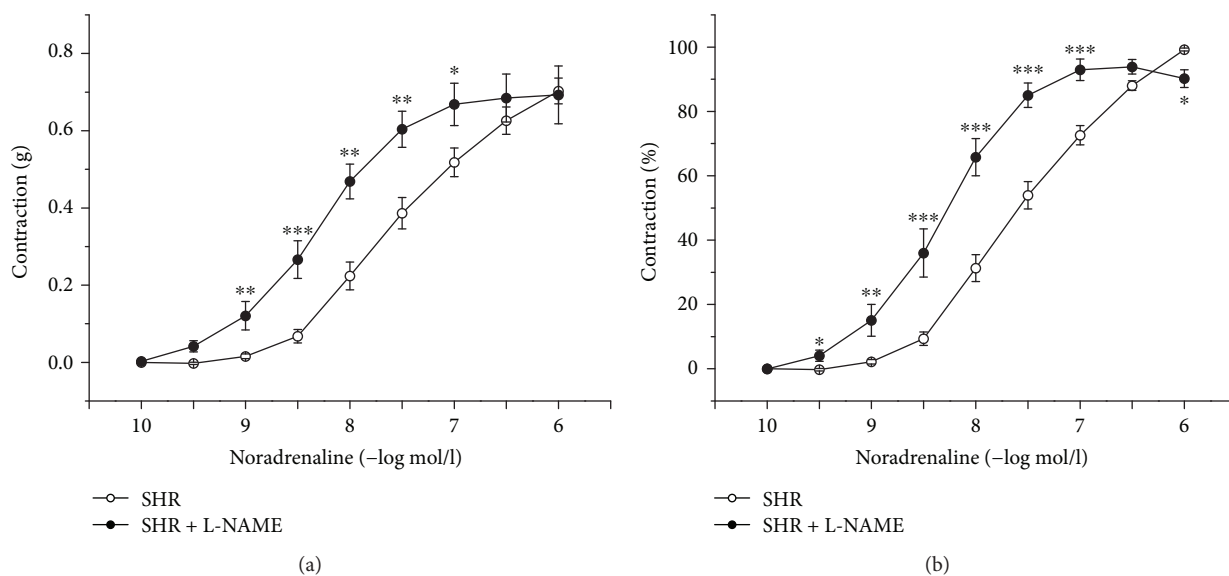 0.8
0.6
0.4
0.2
0.0
Contraction (g)
**
***
**
**
*
10 9 8 7 6
Noradrenaline (−log mol/l)
SHR
SHR + L-NAME
(a)
100
80
60
40
20
0
Contraction (%)
*
**
***
***
***
***
*
10 9 8 7 6
Noradrenaline (−log mol/l)
SHR
SHR + L-NAME
(b)